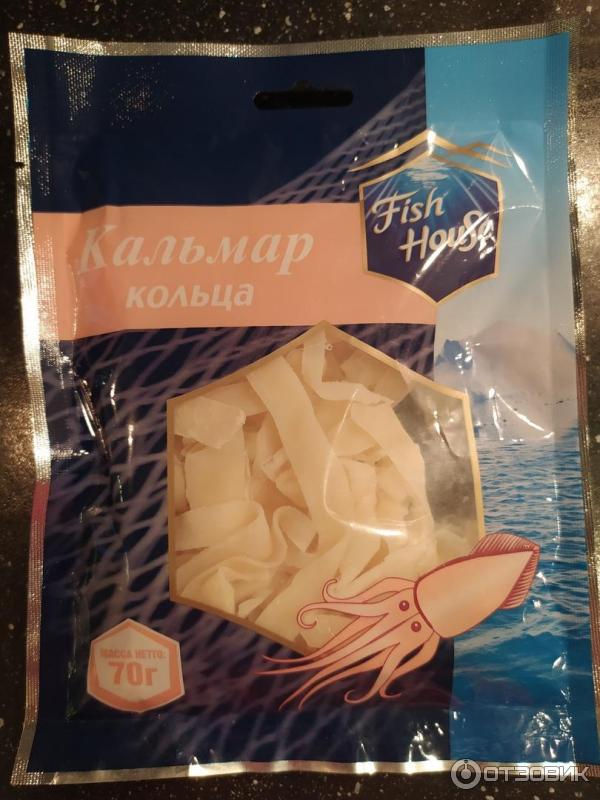 Fish
House
Кальмар
кольца
МАССА НЕТТО:
70г
ОТЗОВИК